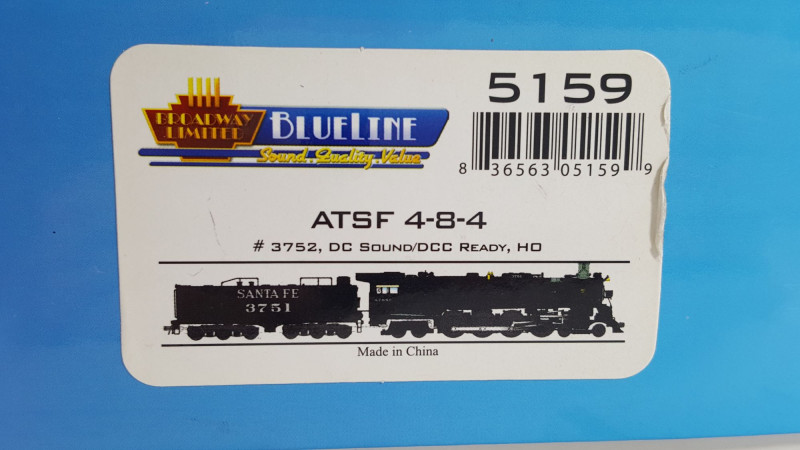 BROADWAY
LIMITED
BLUELINE
Sound. Quality. Value
5159
8 36563 05159 9
ATSF 4-8-4
# 3752, DC SOUND/DCC READY, HO
SANTA FE
3751
Made in China